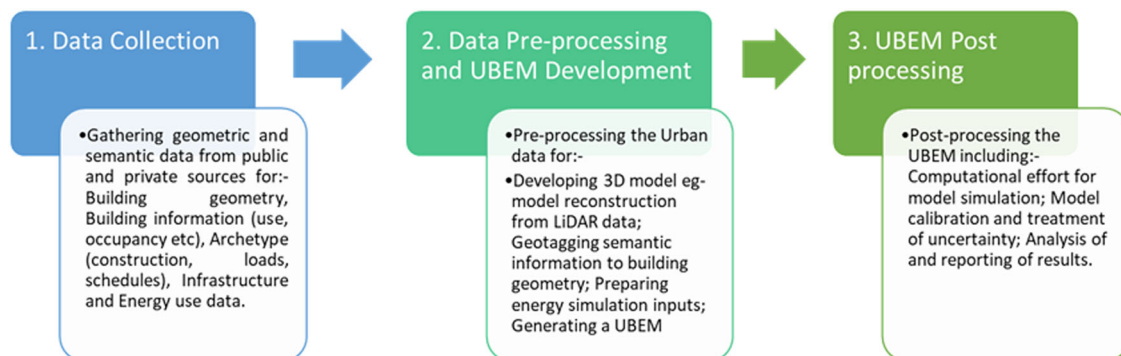 1. Data Collection
•Gathering geometric and
semantic data from public
and private sources for:-
Building geometry,
Building information (use,
occupancy etc), Archetype
(construction, loads,
schedules), Infrastructure
and Energy use data.
2. Data Pre-processing
and UBEM Development
•Pre-processing the Urban
data for:-
•Developing 3D model eg-
model reconstruction
from LiDAR data;
Geotagging semantic
information to building
geometry; Preparing
energy simulation inputs;
Generating a UBEM
3. UBEM Post
processing
•Post-processing the
UBEM including:-
Computational effort for
model simulation; Model
calibration and treatment
of uncertainty; Analysis of
and reporting of results.